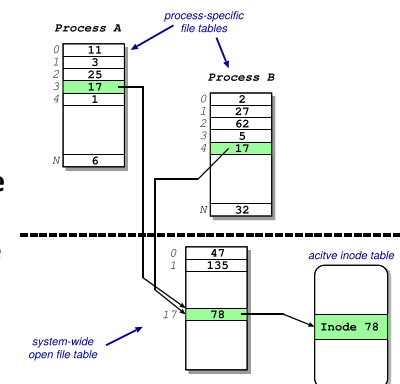 process-specific
file tables
Process A
0 11
1 3
2 25
3 17
4 1
N 6
Process B
0 2
1 27
2 62
3 5
4 17
N 32
e
0 47
1 135
17 78
acitve inode table
Inode 78
system-wide
open file table